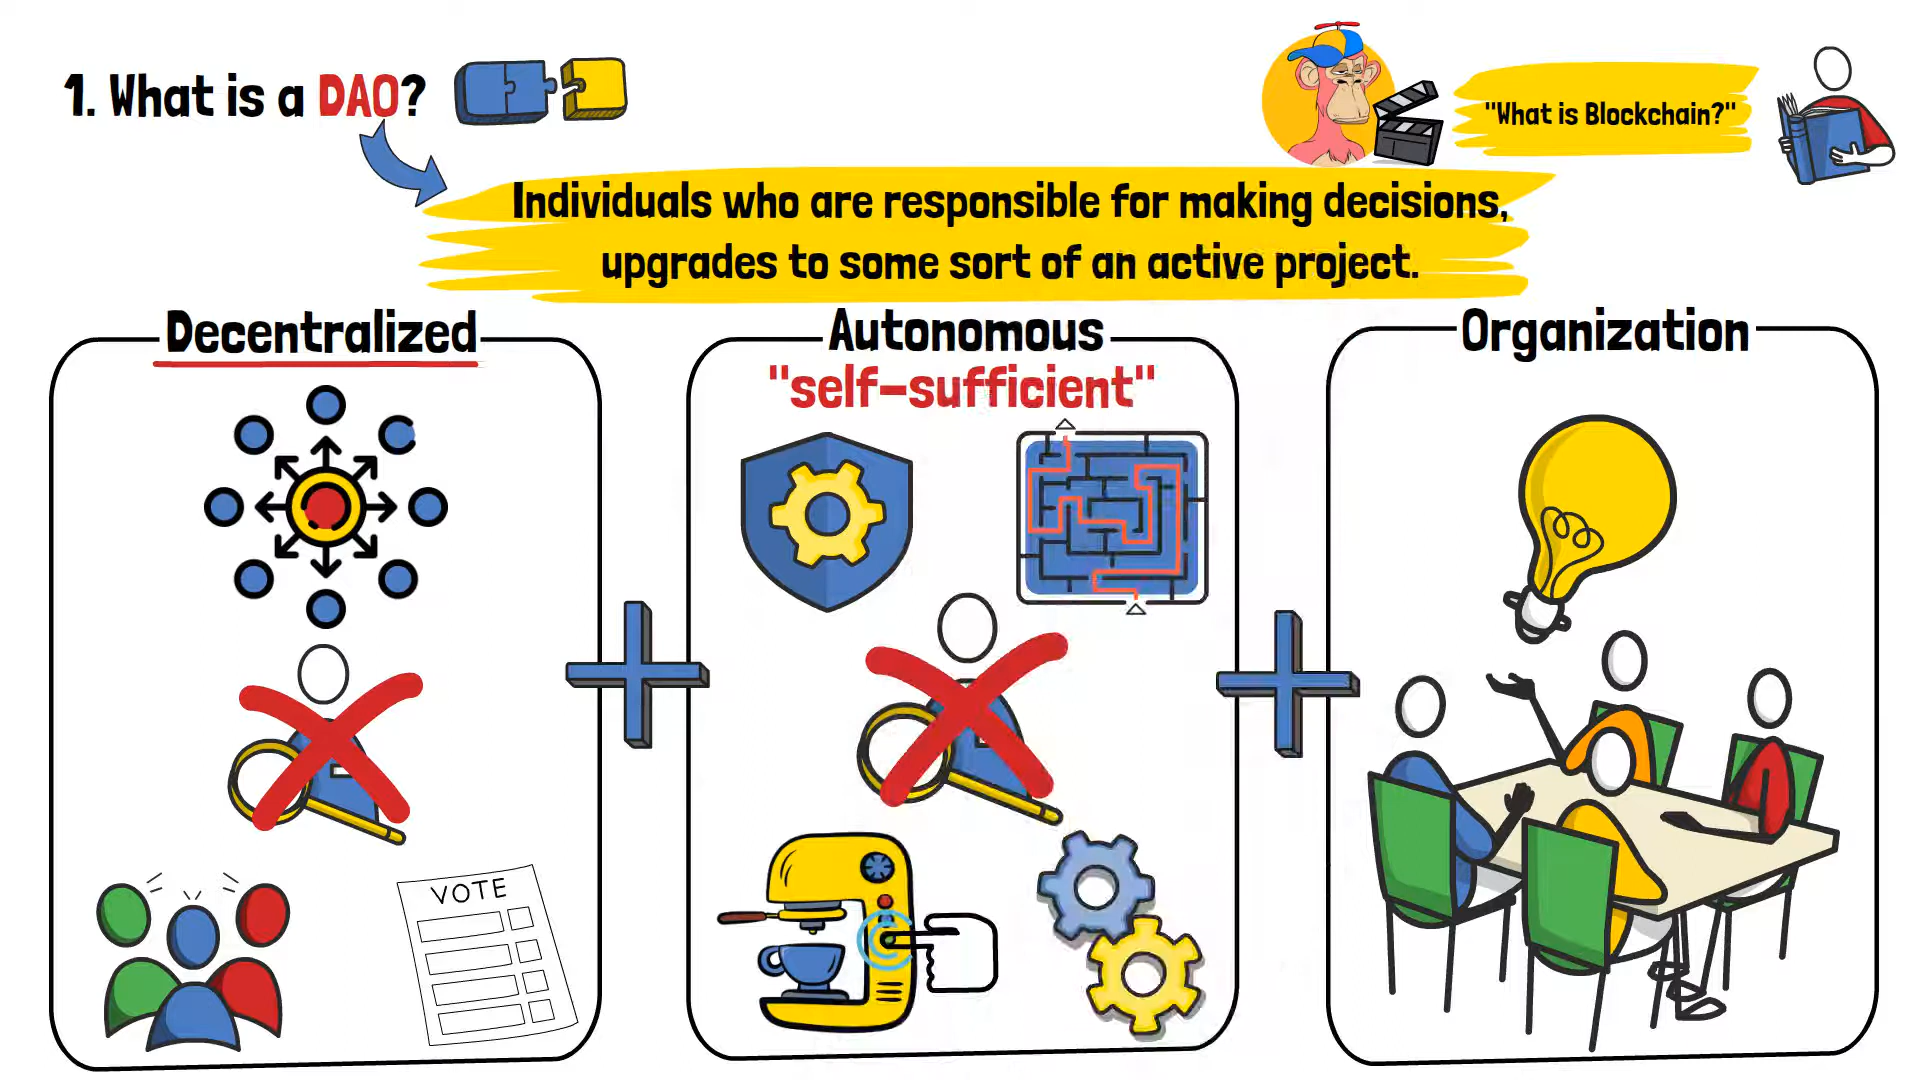 1. What is a DAO?
"What is Blockchain?"
Individuals who are responsible for making decisions,
upgrades to some sort of an active project.
Decentralized
Autonomous
"self-sufficient"
Organization
VOTE